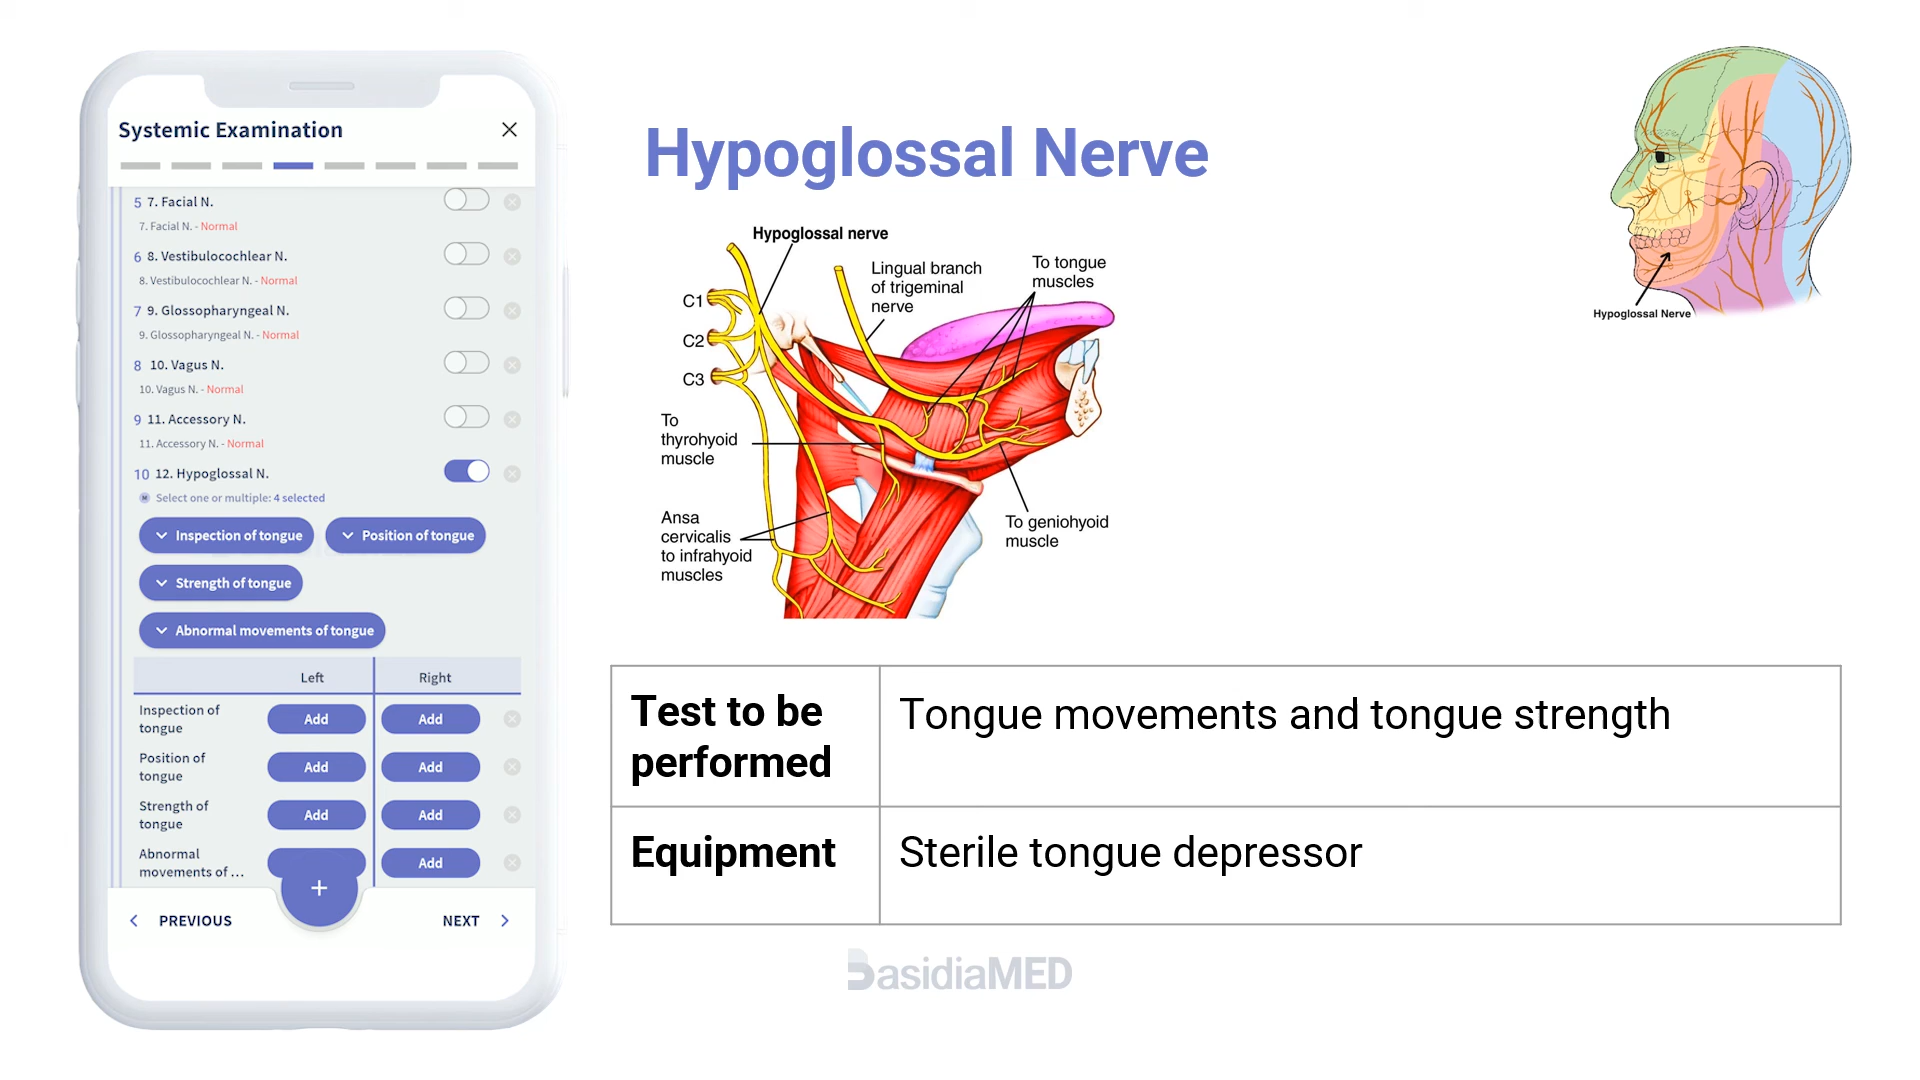 Systemic Examination
5 7. Facial N.
7. Facial N. - Normal
6 8. Vestibulocochlear N.
8. Vestibulocochlear N. - Normal
7 9. Glossopharyngeal N.
9. Glossopharyngeal N. - Normal
8 10. Vagus N.
10. Vagus N. - Normal
9 11. Accessory N.
11. Accessory N. - Normal
10 12. Hypoglossal N.
M Select one or multiple: 4 selected
Inspection of tongue
Position of tongue
Strength of tongue
Abnormal movements of tongue
Left Right
Inspection of
tongue
Add Add
Position of
tongue
Add Add
Strength of
tongue
Add Add
Abnormal
movements of ...
Add
+
PREVIOUS
NEXT
Hypoglossal Nerve
Hypoglossal nerve
Lingual branch
of trigeminal
nerve
To tongue
muscles
C1
C2
C3
To
thyrohyoid
muscle
Ansa
cervicalis
to infrahyoid
muscles
To geniohyoid
muscle
Hypoglossal Nerve
Test to be
performed
Tongue movements and tongue strength
Equipment
Sterile tongue depressor
BasidiaMED